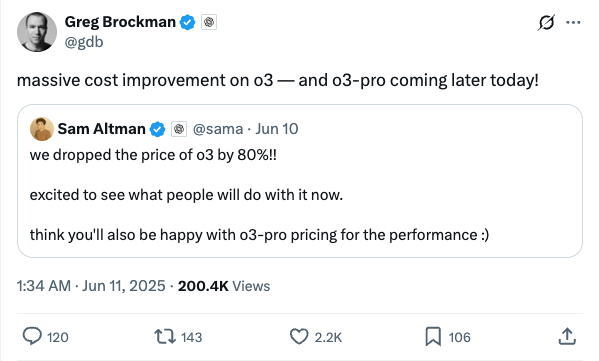 Greg Brockman
@gdb
massive cost improvement on o3 — and o3-pro coming later today!
Sam Altman @sama · Jun 10
we dropped the price of o3 by 80%!!
excited to see what people will do with it now.
think you'll also be happy with o3-pro pricing for the performance :)
1:34 AM · Jun 11, 2025 · 200.4K Views
120 143 2.2K 106